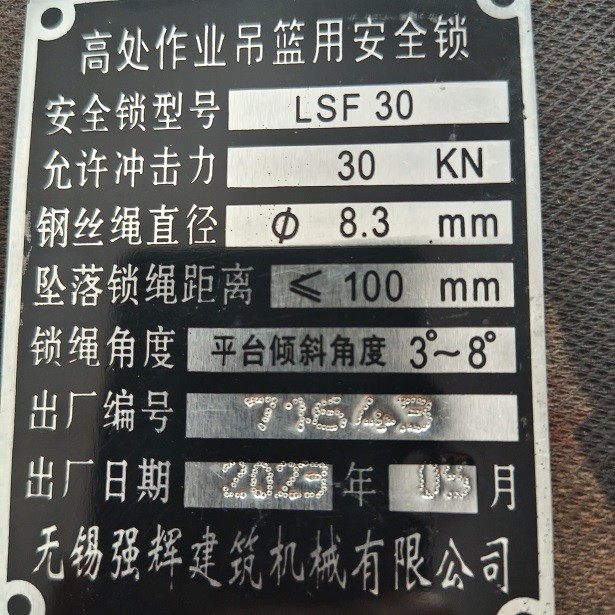 高处作业吊篮用安全锁
安全锁型号 LSF 30
允许冲击力 30 KN
钢丝绳直径 Φ 8.3 mm
坠落锁绳距离 ≤ 100 mm
锁绳角度 平台倾斜角度 3°~8°
出厂编号 71643
出厂日期 2023 年 05 月
无锡强辉建筑机械有限公司